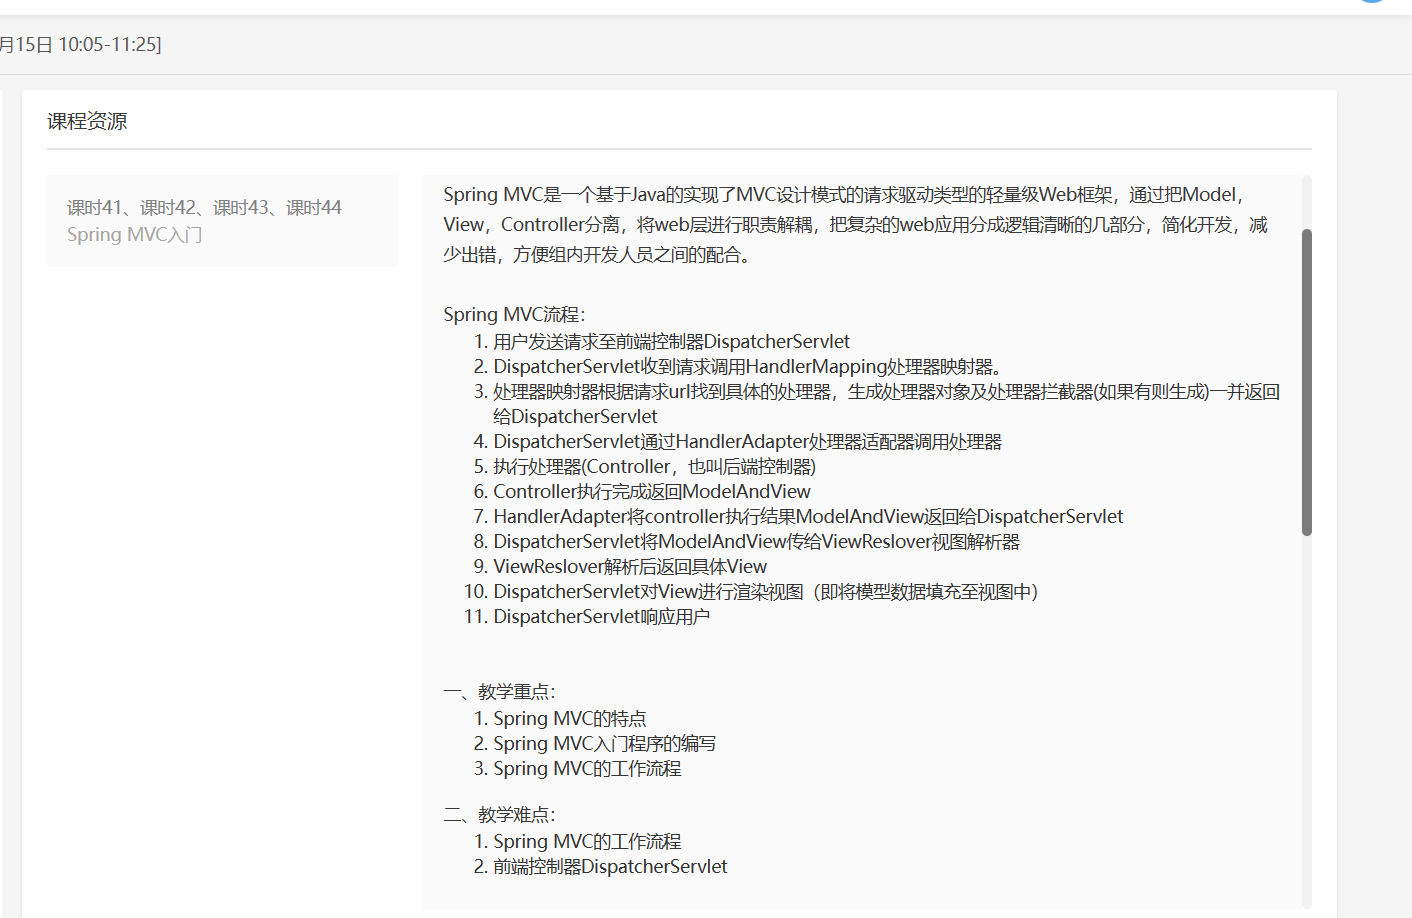 月15日 10:05-11:25]
课程资源
课时41、课时42、课时43、课时44
Spring MVC入门
Spring MVC是一个基于Java的实现了MVC设计模式的请求驱动类型的轻量级Web框架，通过把Model，
View，Controller分离，将web层进行职责解耦，把复杂的web应用分成逻辑清晰的几部分，简化开发，减
少出错，方便组内开发人员之间的配合。
Spring MVC流程：
1. 用户发送请求至前端控制器DispatcherServlet
2. DispatcherServlet收到请求调用HandlerMapping处理器映射器。
3. 处理器映射器根据请求url找到具体的处理器，生成处理器对象及处理器拦截器(如果有则生成)一并返回
给DispatcherServlet
4. DispatcherServlet通过HandlerAdapter处理器适配器调用处理器
5. 执行处理器(Controller，也叫后端控制器)
6. Controller执行完成返回ModelAndView
7. HandlerAdapter将controller执行结果ModelAndView返回给DispatcherServlet
8. DispatcherServlet将ModelAndView传给ViewReslover视图解析器
9. ViewReslover解析后返回具体View
10. DispatcherServlet对View进行渲染视图（即将模型数据填充至视图中）
11. DispatcherServlet响应用户
一、教学重点：
1. Spring MVC的特点
2. Spring MVC入门程序的编写
3. Spring MVC的工作流程
二、教学难点：
1. Spring MVC的工作流程
2. 前端控制器DispatcherServlet